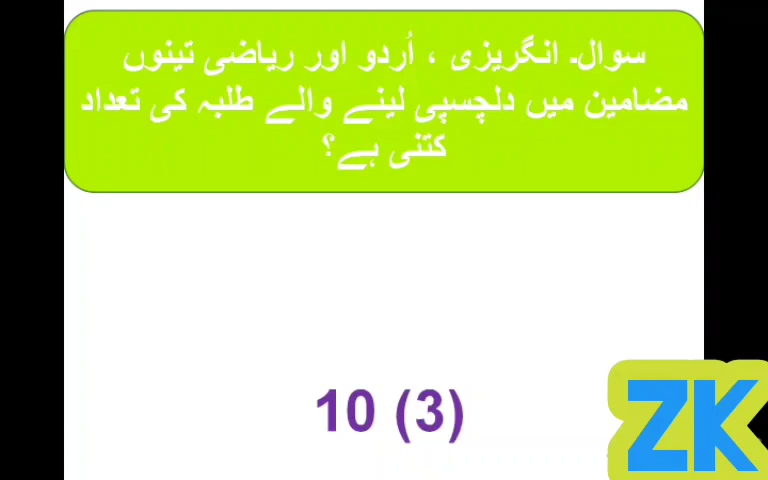 سوال۔ انگریزی ، اُردو اور ریاضی تینوں
مضامین میں دلچسپی لینے والے طلبہ کی تعداد
کتنی ہے؟
10 (3)
ZK